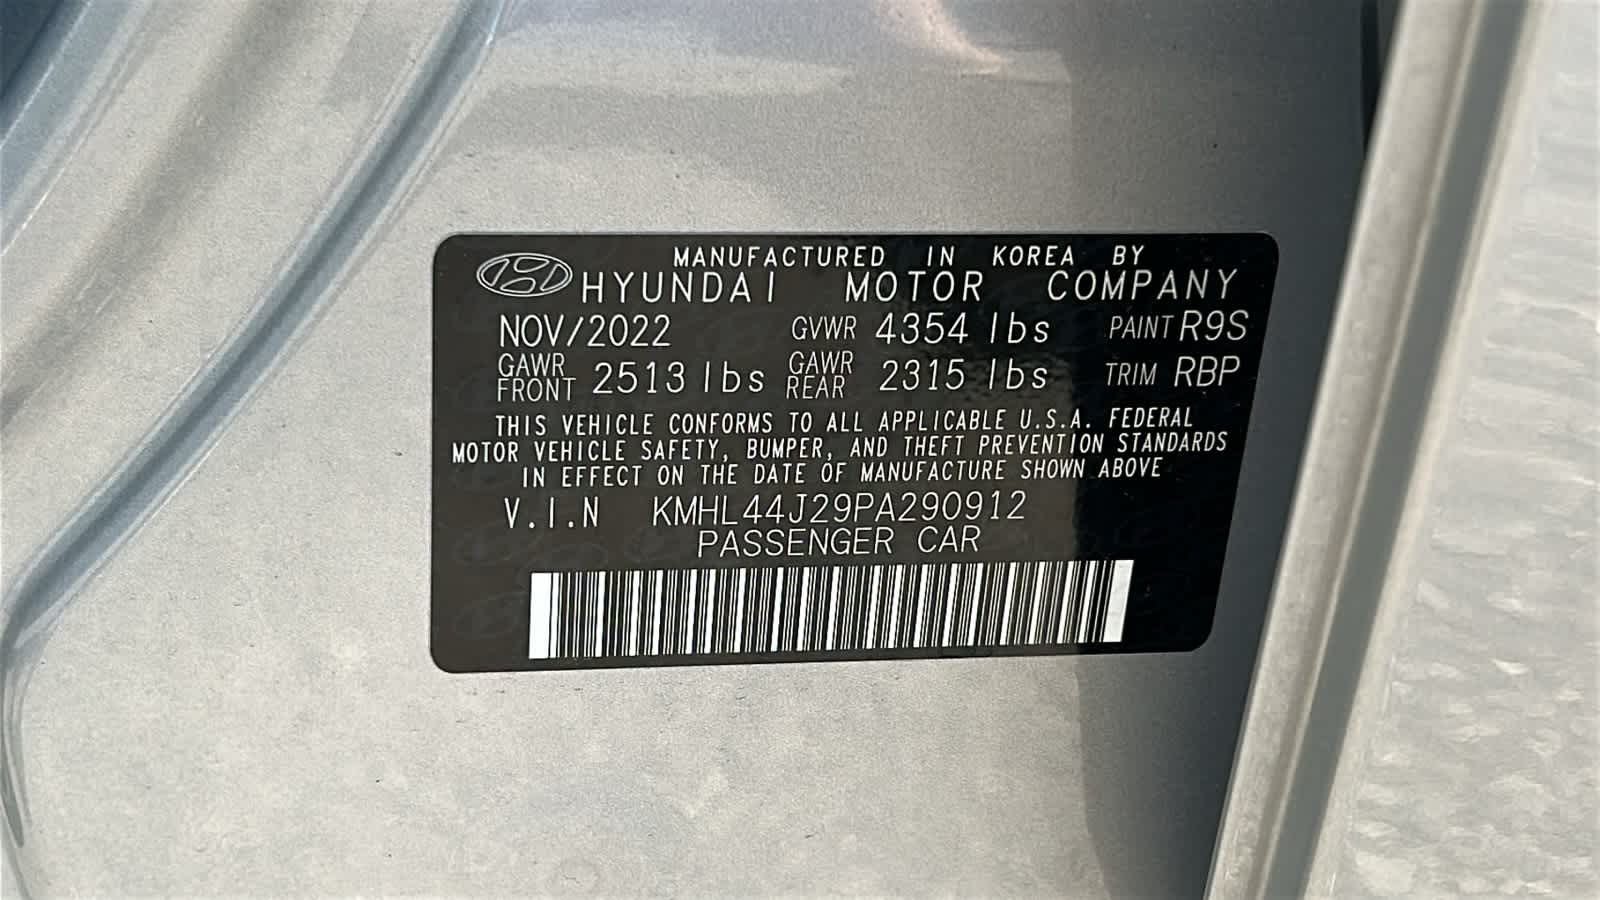 MANUFACTURED IN KOREA BY
HYUNDAI MOTOR COMPANY
NOV/2022 GVWR 4354 lbs PAINT R9S
GAWR FRONT 2513 lbs GAWR REAR 2315 lbs TRIM RBP
THIS VEHICLE CONFORMS TO ALL APPLICABLE U.S.A. FEDERAL
MOTOR VEHICLE SAFETY, BUMPER, AND THEFT PREVENTION STANDARDS
IN EFFECT ON THE DATE OF MANUFACTURE SHOWN ABOVE
V.I.N KMHL44J29PA290912
PASSENGER CAR